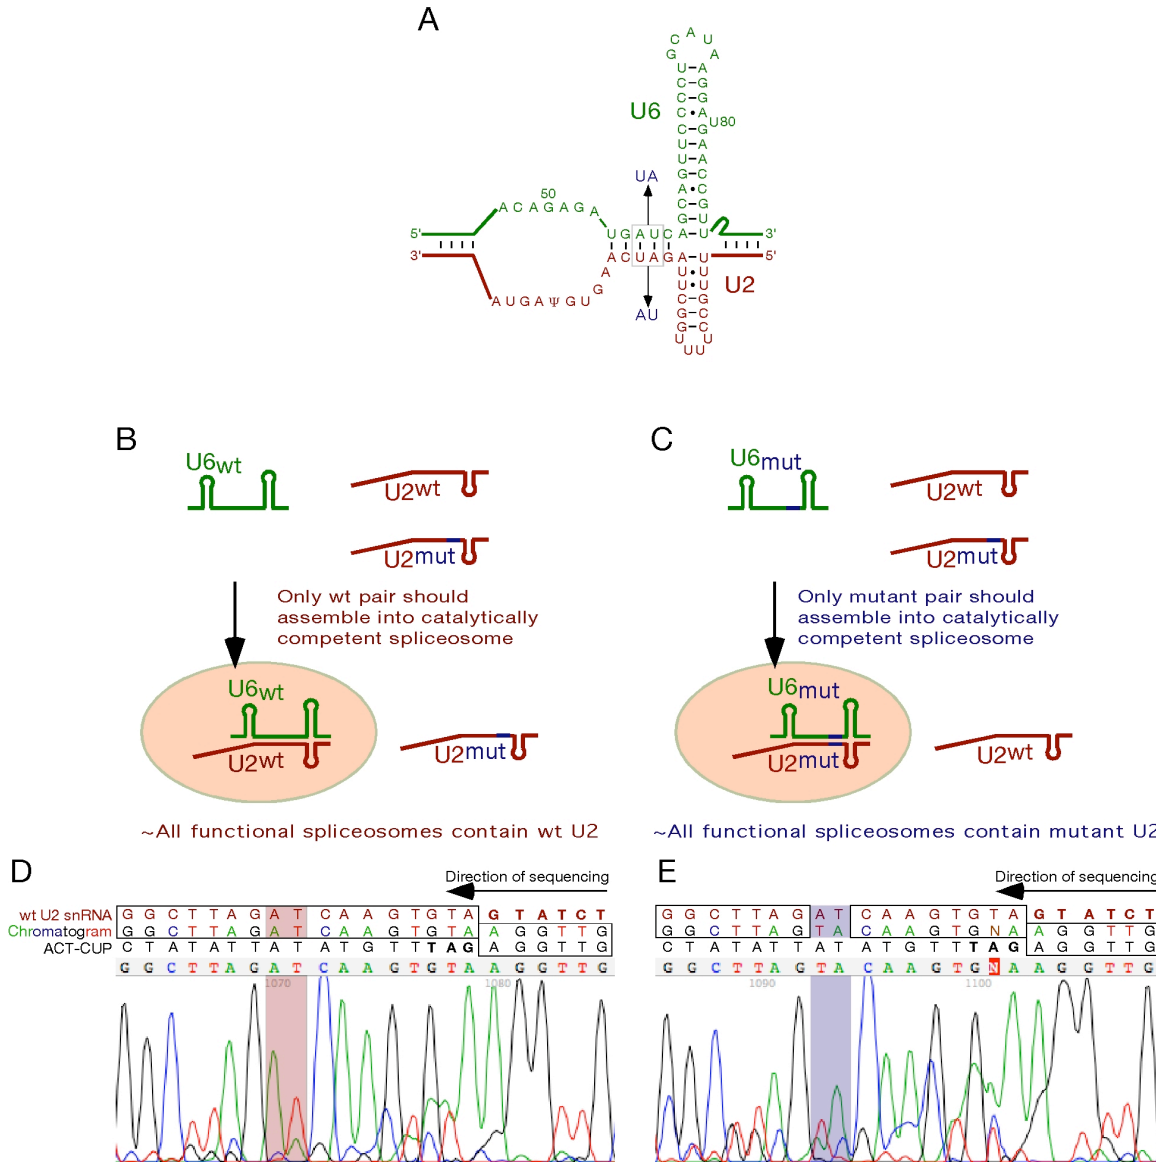 A
C A U
G A
U–A
C–G
C–G
U6
C•A
U80
C–G
U–A
U–A
G–C
A•C
UA
C–G
G•U
50
A C A G A G A
A–U
5'
U G A U C
3'
3'
A C U A G
A U
5'
A
U•U
U2
G
U•U
A U G A Ψ G U
C–G
AU
G–C
G–C
U U
U U
B
C
U6wt
U2wt
U2mut
U6mut
U2wt
U2mut
Only wt pair should
assemble into catalytically
competent spliceosome
Only mutant pair should
assemble into catalytically
competent spliceosome
U6wt
U2wt
U2mut
U6mut
U2mut
U2wt
~All functional spliceosomes contain wt U2
~All functional spliceosomes contain mutant U2
D
Direction of sequencing
wt U2 snRNA G G C T T A G A T C A A G T G T A G T A T C T
Chromatogram G G C T T A G A T C A A G T G T A A G G T T G
ACT-CUP C T A T A T T A T A T G T T T A G A G G T T G
G G C T T A G A T C A A G T G T A A G G T T G
1070 1080
E
Direction of sequencing
G G C T T A G A T C A A G T G T A G T A T C T
G G C T T A G T A C A A G T G N A A G G T T G
C T A T A T T A T A T G T T T A G A G G T T G
G G C T T A G T A C A A G T G N A A G G T T G
1090 1100